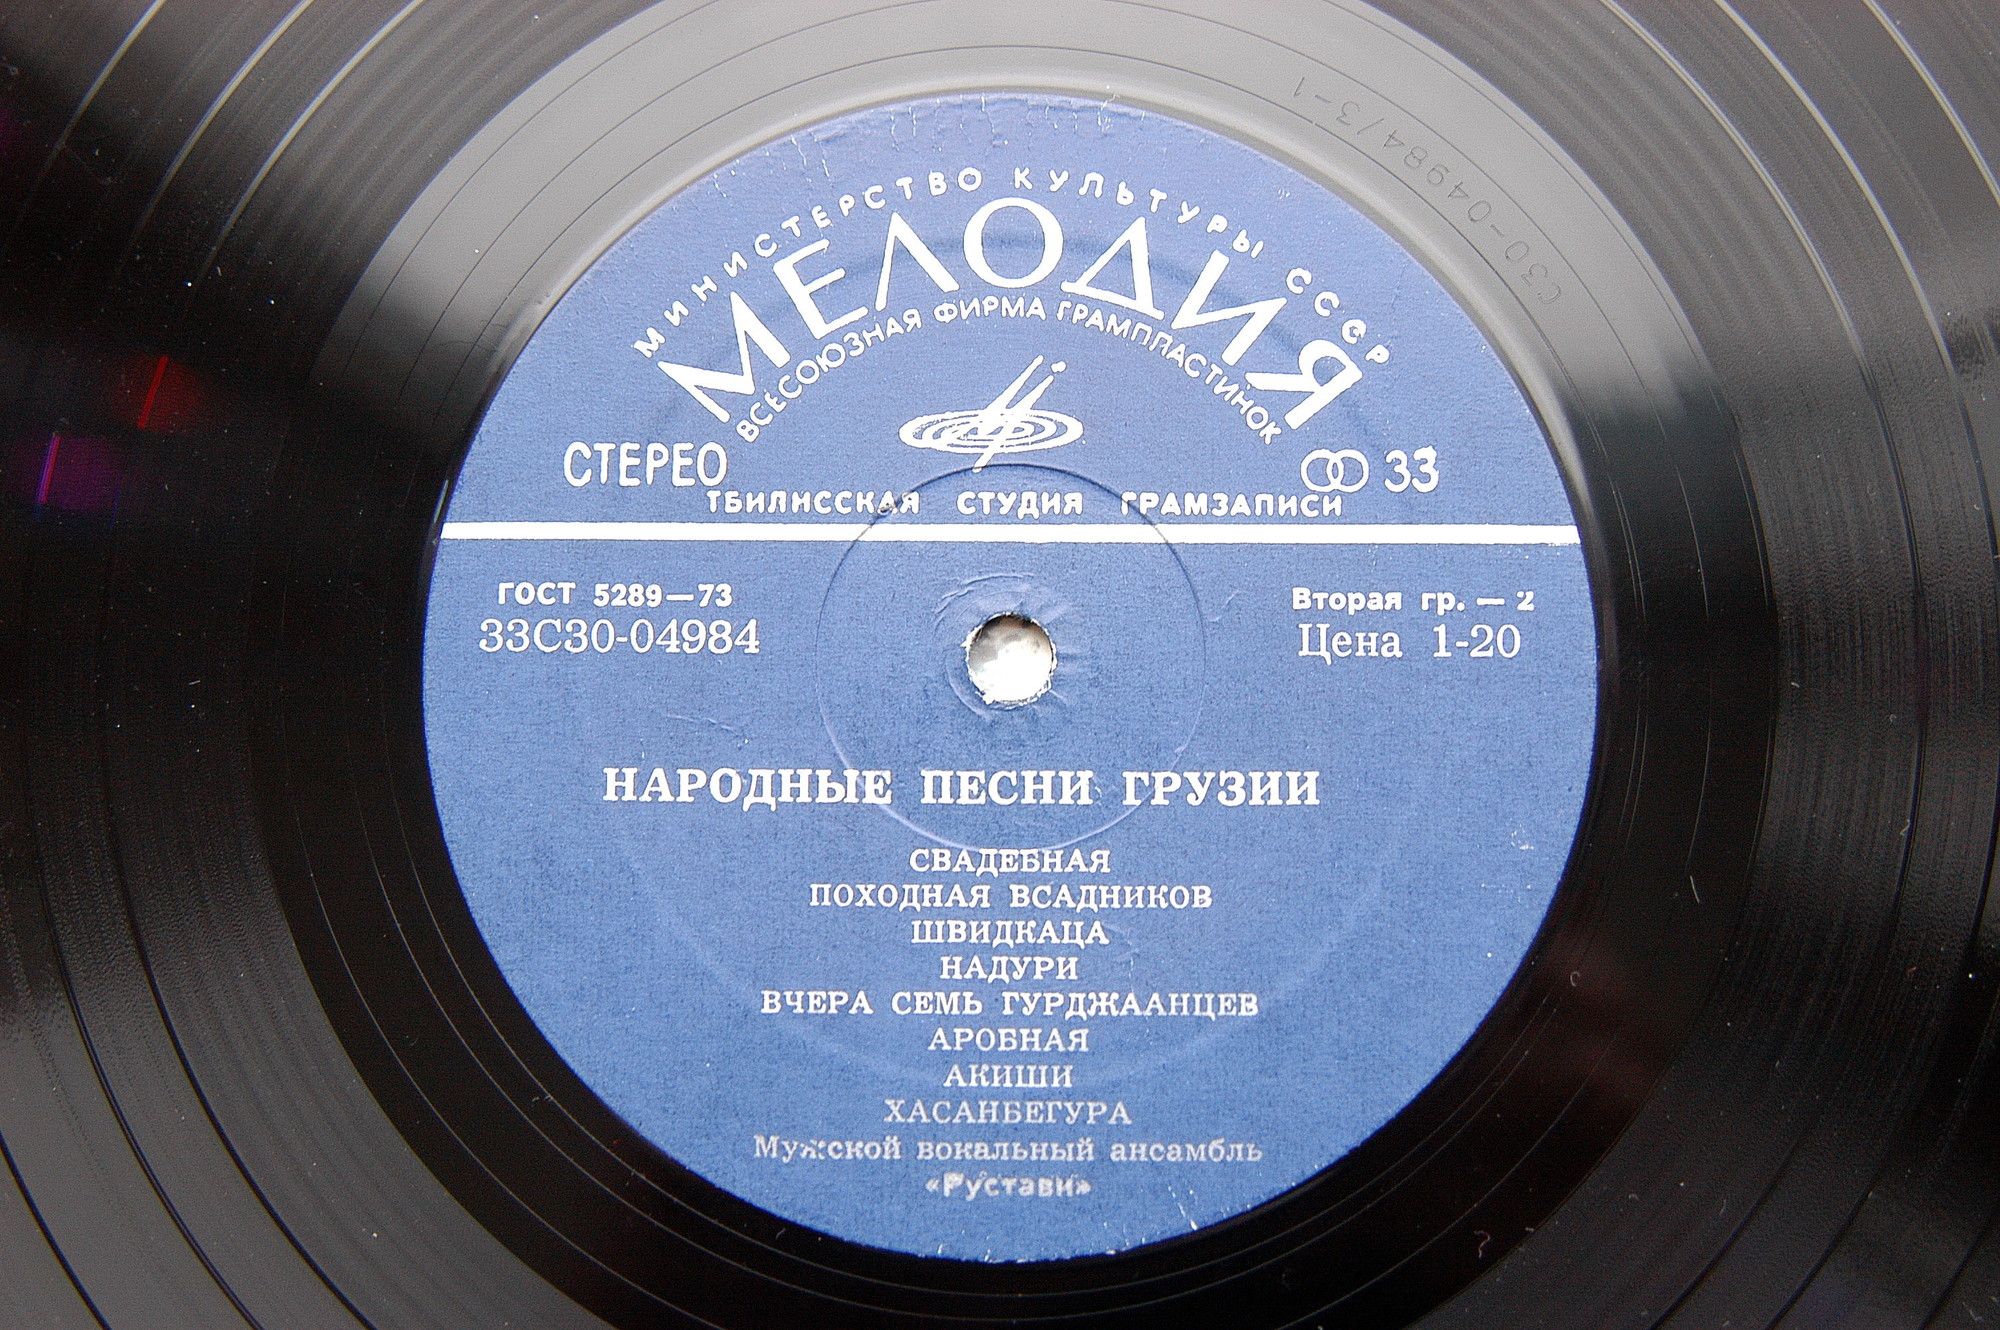 С30-04984/3-1
МИНИСТЕРСТВО КУЛЬТУРЫ СССР
МЕЛОДИЯ
ВСЕСОЮЗНАЯ ФИРМА ГРАМПЛАСТИНОК
СТЕРЕО
33
ТБИЛИССКАЯ СТУДИЯ ГРАМЗАПИСИ
ГОСТ 5289—73
Вторая гр. — 2
33С30-04984
Цена 1-20
НАРОДНЫЕ ПЕСНИ ГРУЗИИ
СВАДЕБНАЯ
ПОХОДНАЯ ВСАДНИКОВ
ШВИДКАЦА
НАДУРИ
ВЧЕРА СЕМЬ ГУРДЖААНЦЕВ
АРОБНАЯ
АКИШИ
ХАСАНБЕГУРА
Мужской вокальный ансамбль
«Рустави»